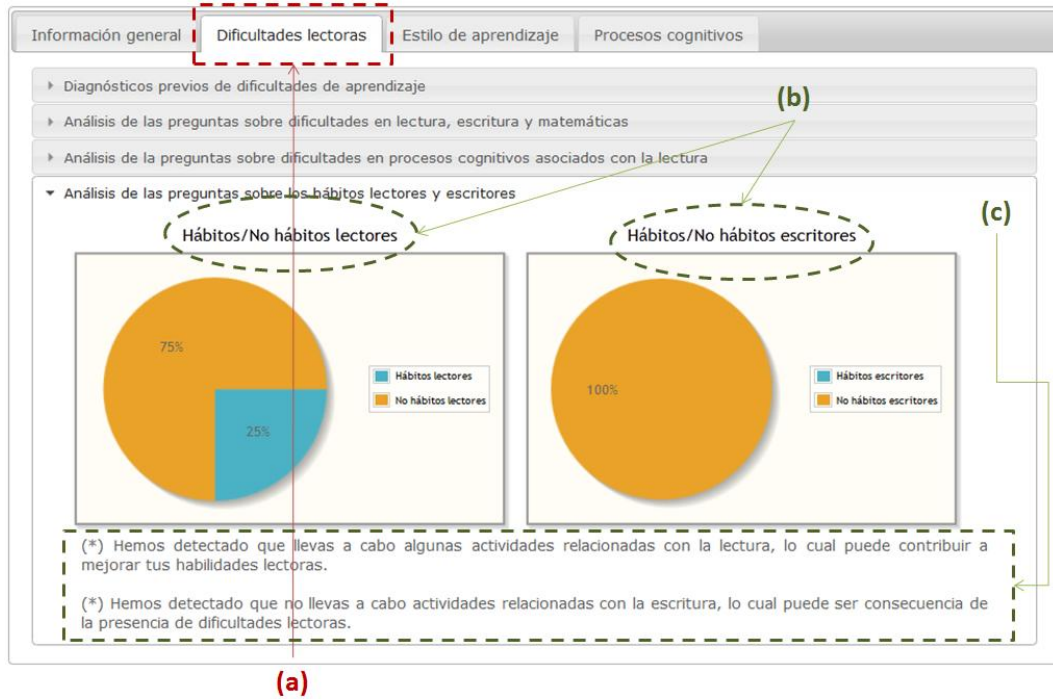 Información general
Dificultades lectoras
Estilo de aprendizaje
Procesos cognitivos
Diagnósticos previos de dificultades de aprendizaje
(b)
Análisis de las preguntas sobre dificultades en lectura, escritura y matemáticas
Análisis de la preguntas sobre dificultades en procesos cognitivos asociados con la lectura
Análisis de las preguntas sobre los hábitos lectores y escritores
(c)
Hábitos/No hábitos lectores
75%
25%
Hábitos lectores
No hábitos lectores
Hábitos/No hábitos escritores
100%
Hábitos escritores
No hábitos escritores
(*) Hemos detectado que llevas a cabo algunas actividades relacionadas con la lectura, lo cual puede contribuir a
mejorar tus habilidades lectoras.
(*) Hemos detectado que no llevas a cabo actividades relacionadas con la escritura, lo cual puede ser consecuencia de
la presencia de dificultades lectoras.
(a)